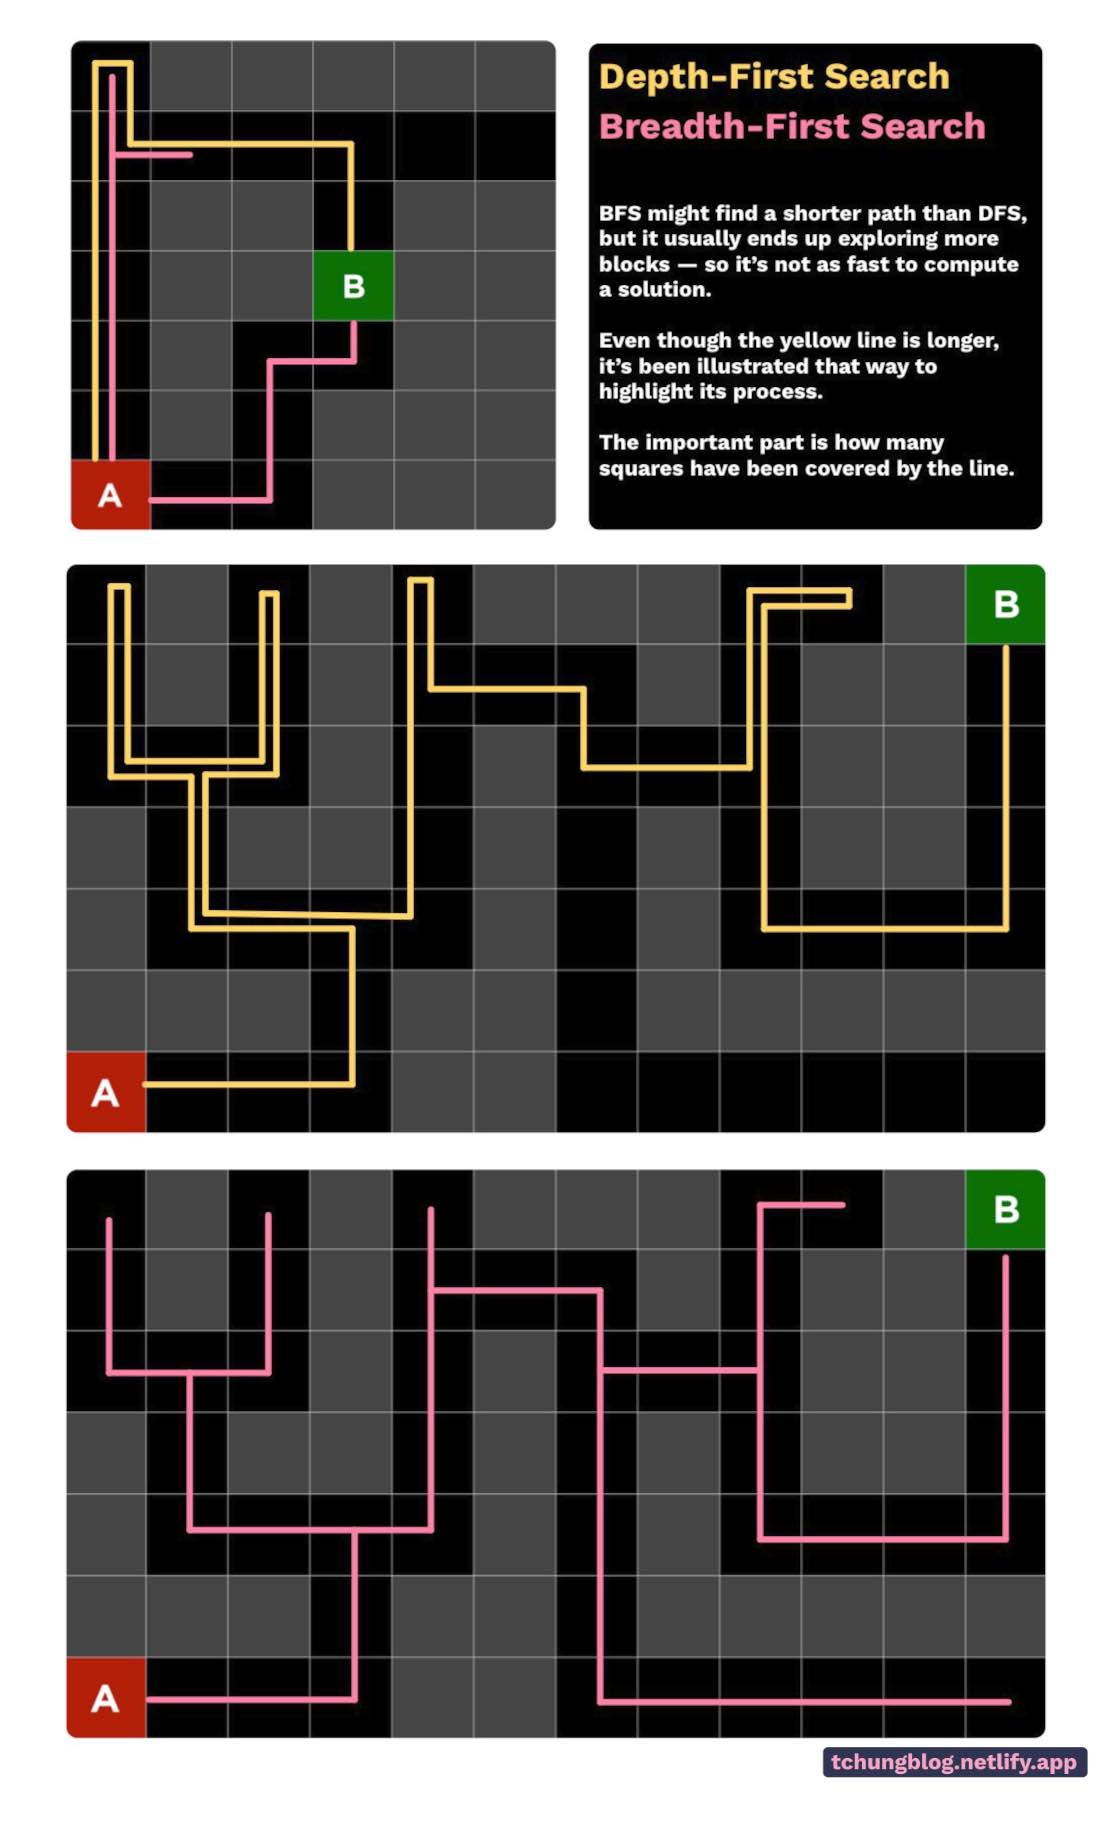 Depth-First Search
Breadth-First Search
BFS might find a shorter path than DFS,
but it usually ends up exploring more
blocks — so it’s not as fast to compute
a solution.
Even though the yellow line is longer,
it’s been illustrated that way to
highlight its process.
The important part is how many
squares have been covered by the line.
B
A
B
A
B
A
tchungblog.netlify.app